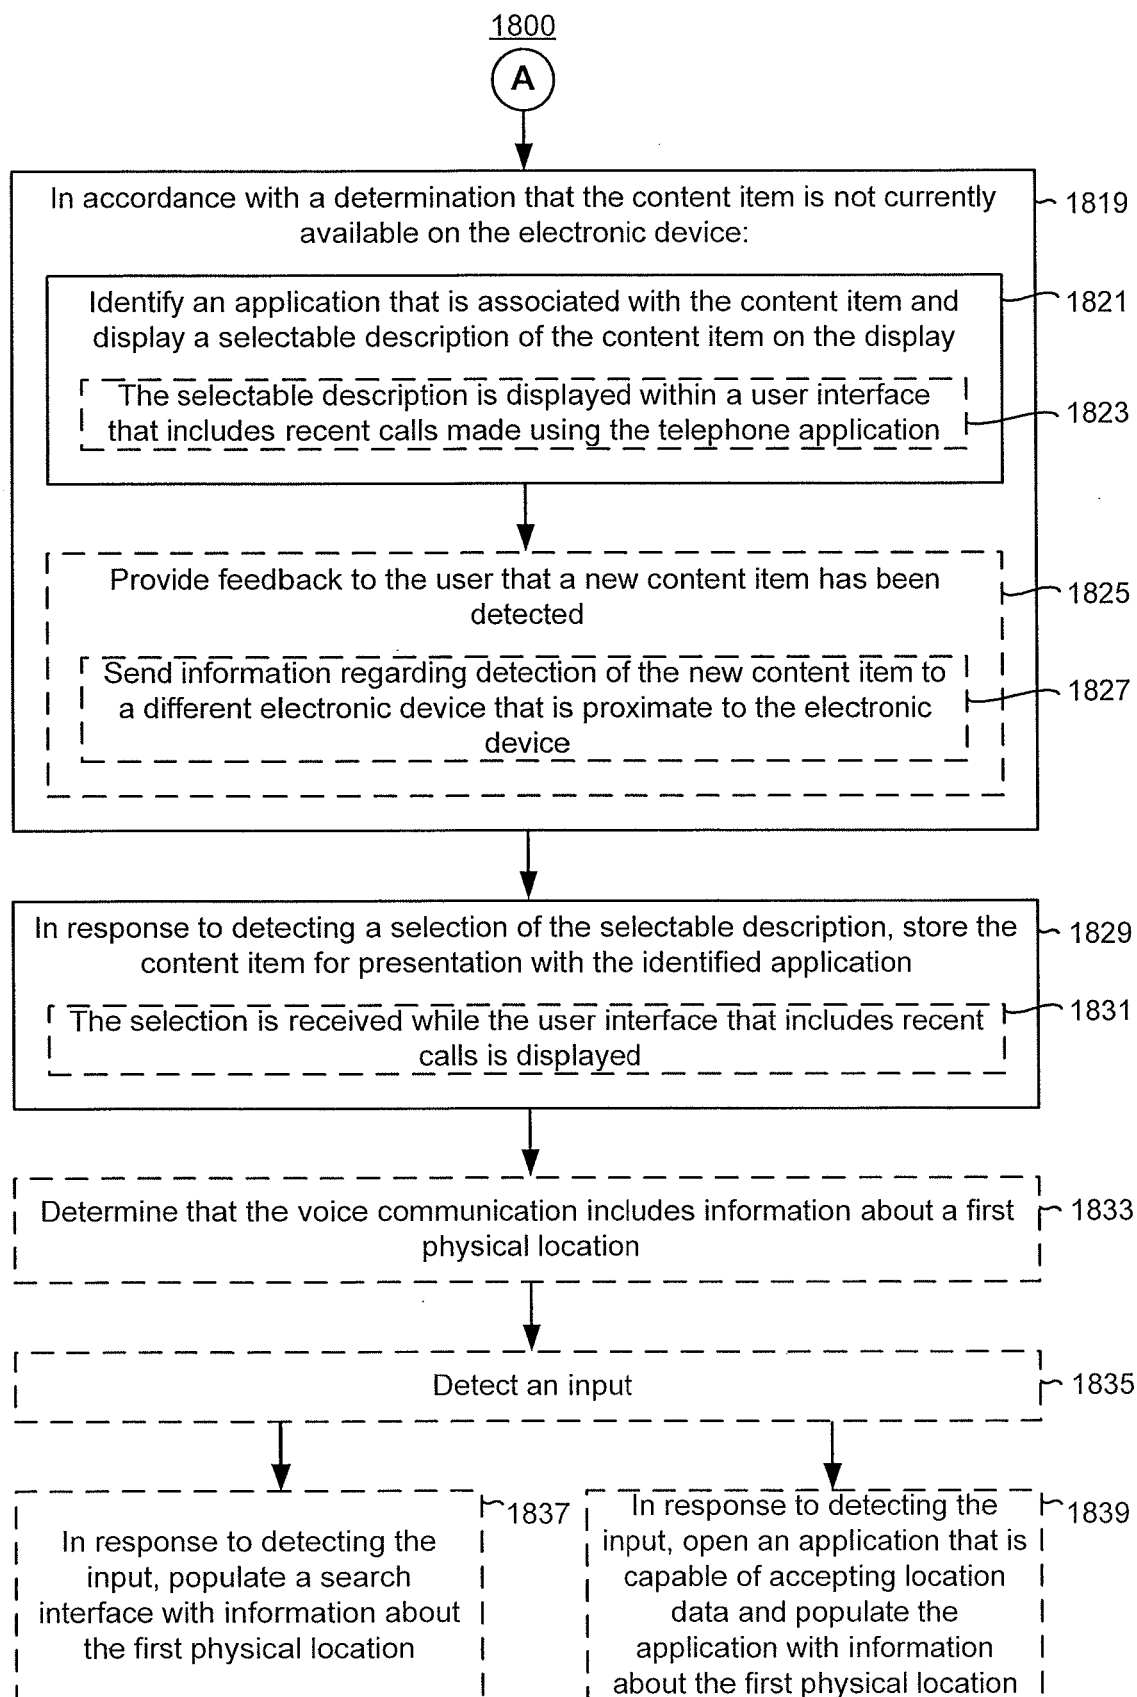 1800
A
In accordance with a determination that the content item is not currently
available on the electronic device:
1819
Identify an application that is associated with the content item and
display a selectable description of the content item on the display
1821
The selectable description is displayed within a user interface
that includes recent calls made using the telephone application
1823
Provide feedback to the user that a new content item has been
detected
1825
Send information regarding detection of the new content item to
a different electronic device that is proximate to the electronic
device
1827
In response to detecting a selection of the selectable description, store the
content item for presentation with the identified application
1829
The selection is received while the user interface that includes recent
calls is displayed
1831
Determine that the voice communication includes information about a first
physical location
1833
Detect an input
1835
In response to detecting the
input, populate a search
interface with information about
the first physical location
1837
In response to detecting the
input, open an application that is
capable of accepting location
data and populate the
application with information
about the first physical location
1839